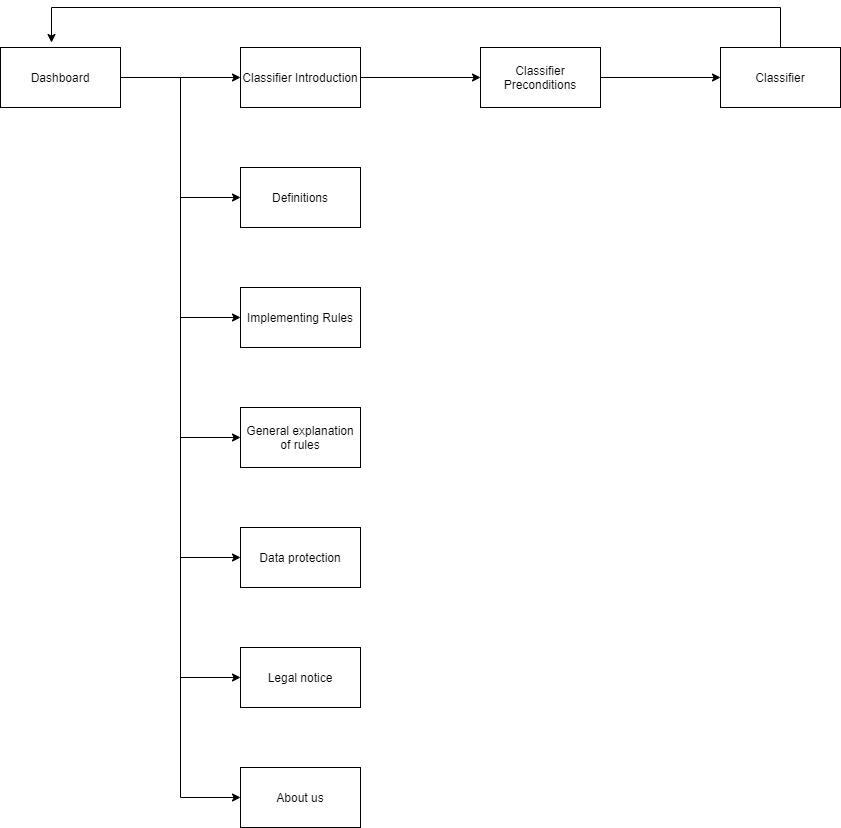 Dashboard
Classifier Introduction
Classifier
Preconditions
Classifier
Definitions
Implementing Rules
General explanation
of rules
Data protection
Legal notice
About us